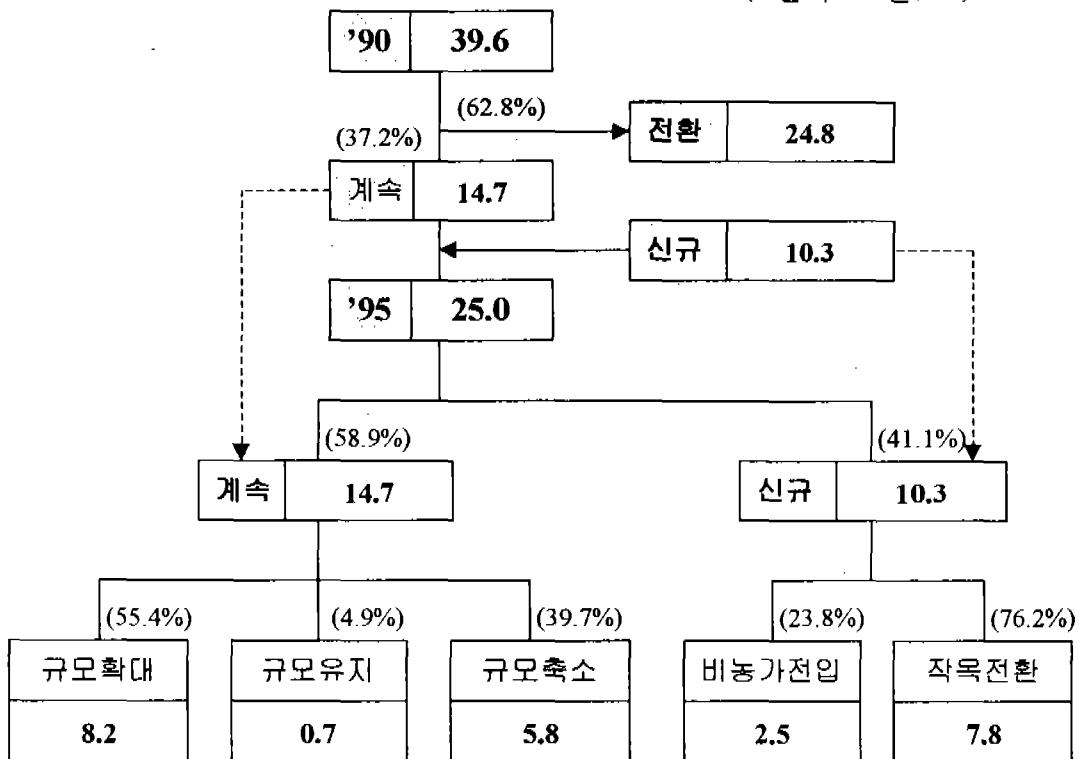 ’90 39.6
(62.8%)
전환 24.8
(37.2%)
계속 14.7
신규 10.3
’95 25.0
(58.9%) (41.1%)
계속 14.7 신규 10.3
(55.4%) (4.9%) (39.7%) (23.8%) (76.2%)
규모확대 규모유지 규모축소 비농가전입 작목전환
8.2 0.7 5.8 2.5 7.8